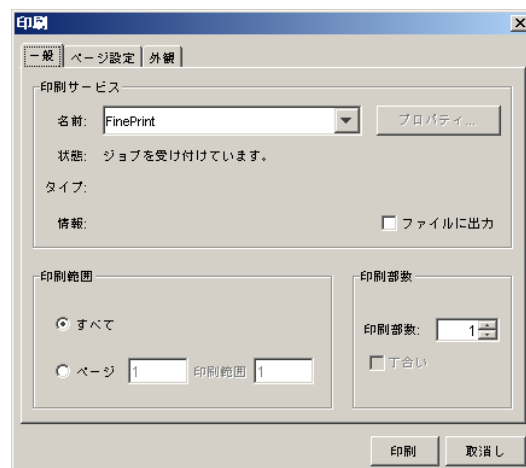 印刷
一般 ページ設定 外観
印刷サービス
名前: FinePrint プロパティ...
状態: ジョブを受け付けています。
タイプ:
情報: ファイルに出力
印刷範囲 印刷部数
すべて
印刷部数: 1
ページ 1 印刷範囲 1
丁合い
印刷 取消し